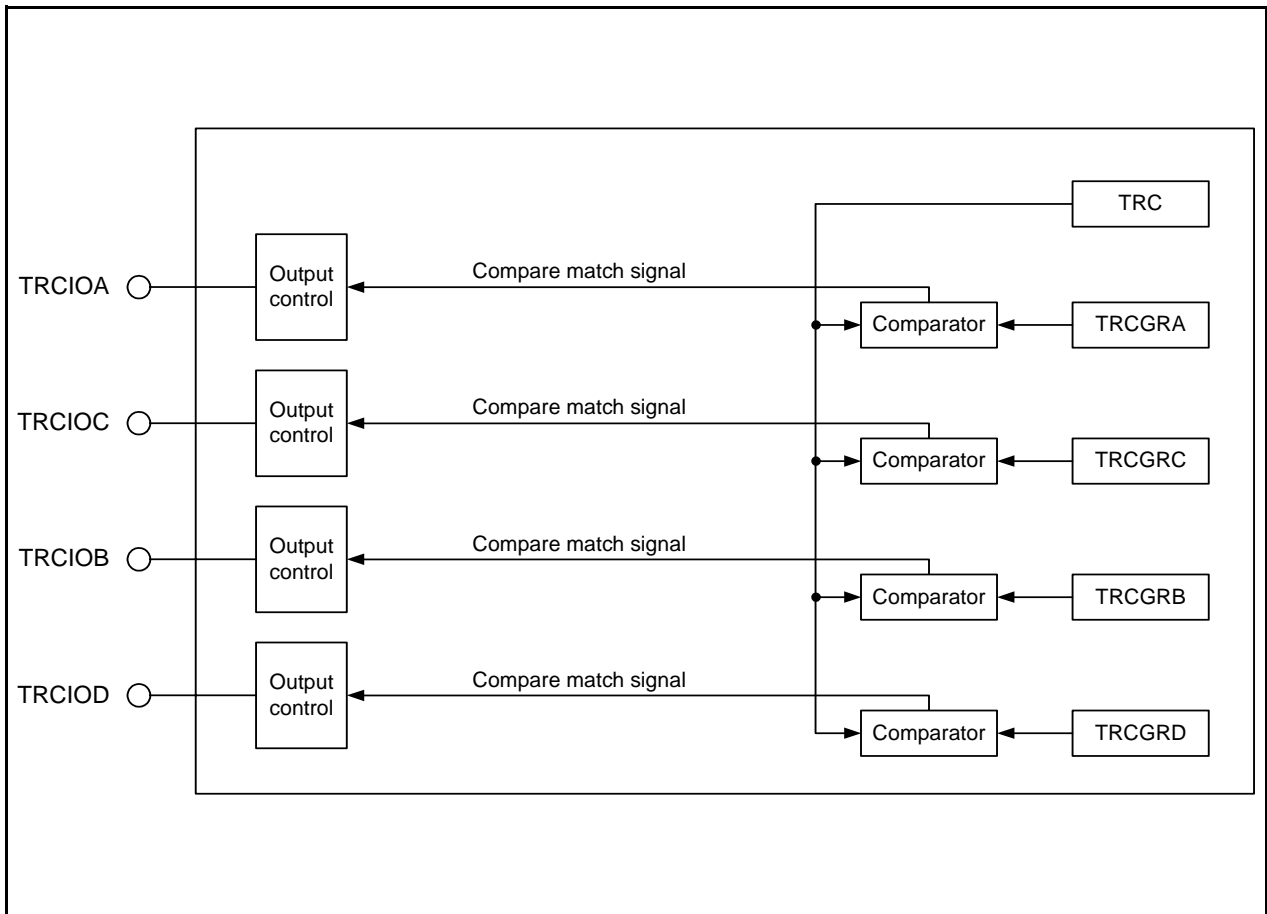 TRC
TRCIOA
Output
control
Compare match signal
Comparator
TRCGRA
TRCIOC
Output
control
Compare match signal
Comparator
TRCGRC
TRCIOB
Output
control
Compare match signal
Comparator
TRCGRB
TRCIOD
Output
control
Compare match signal
Comparator
TRCGRD